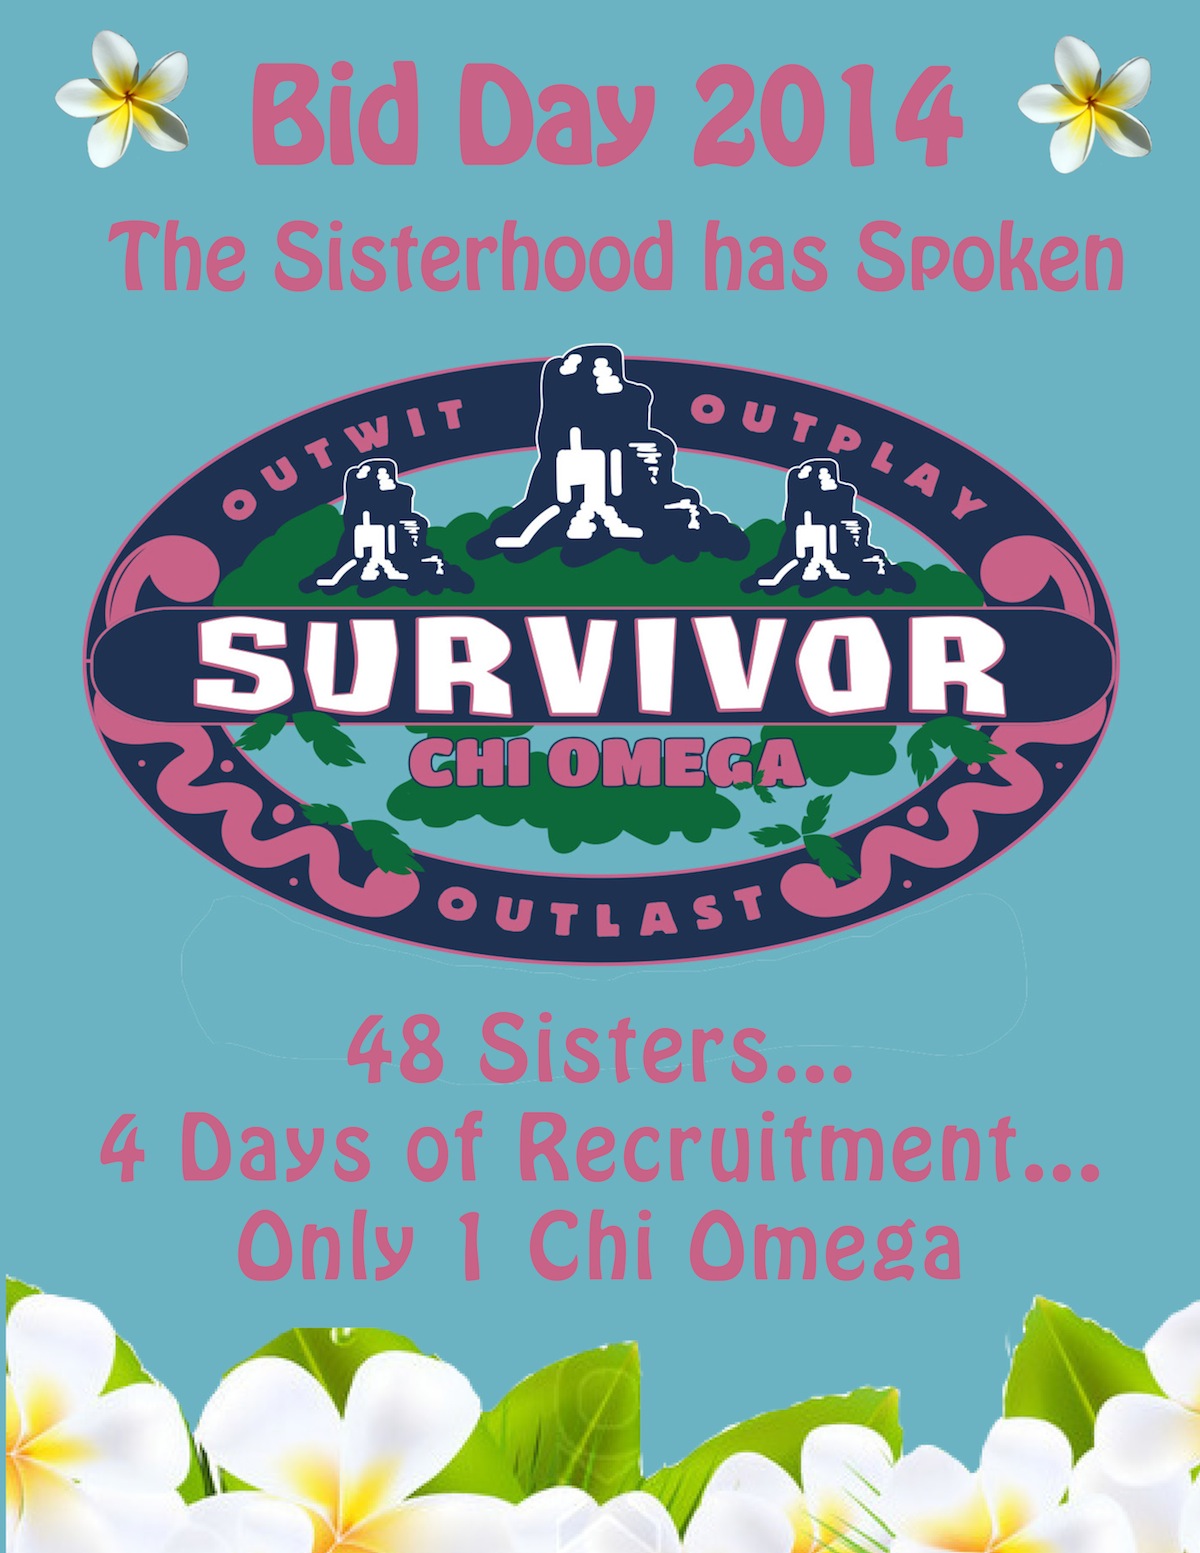 Bid Day 2014
The Sisterhood has Spoken
OUTWIT OUTPLAY
SURVIVOR
CHI OMEGA
OUTLAST
48 Sisters...
4 Days of Recruitment...
Only 1 Chi Omega